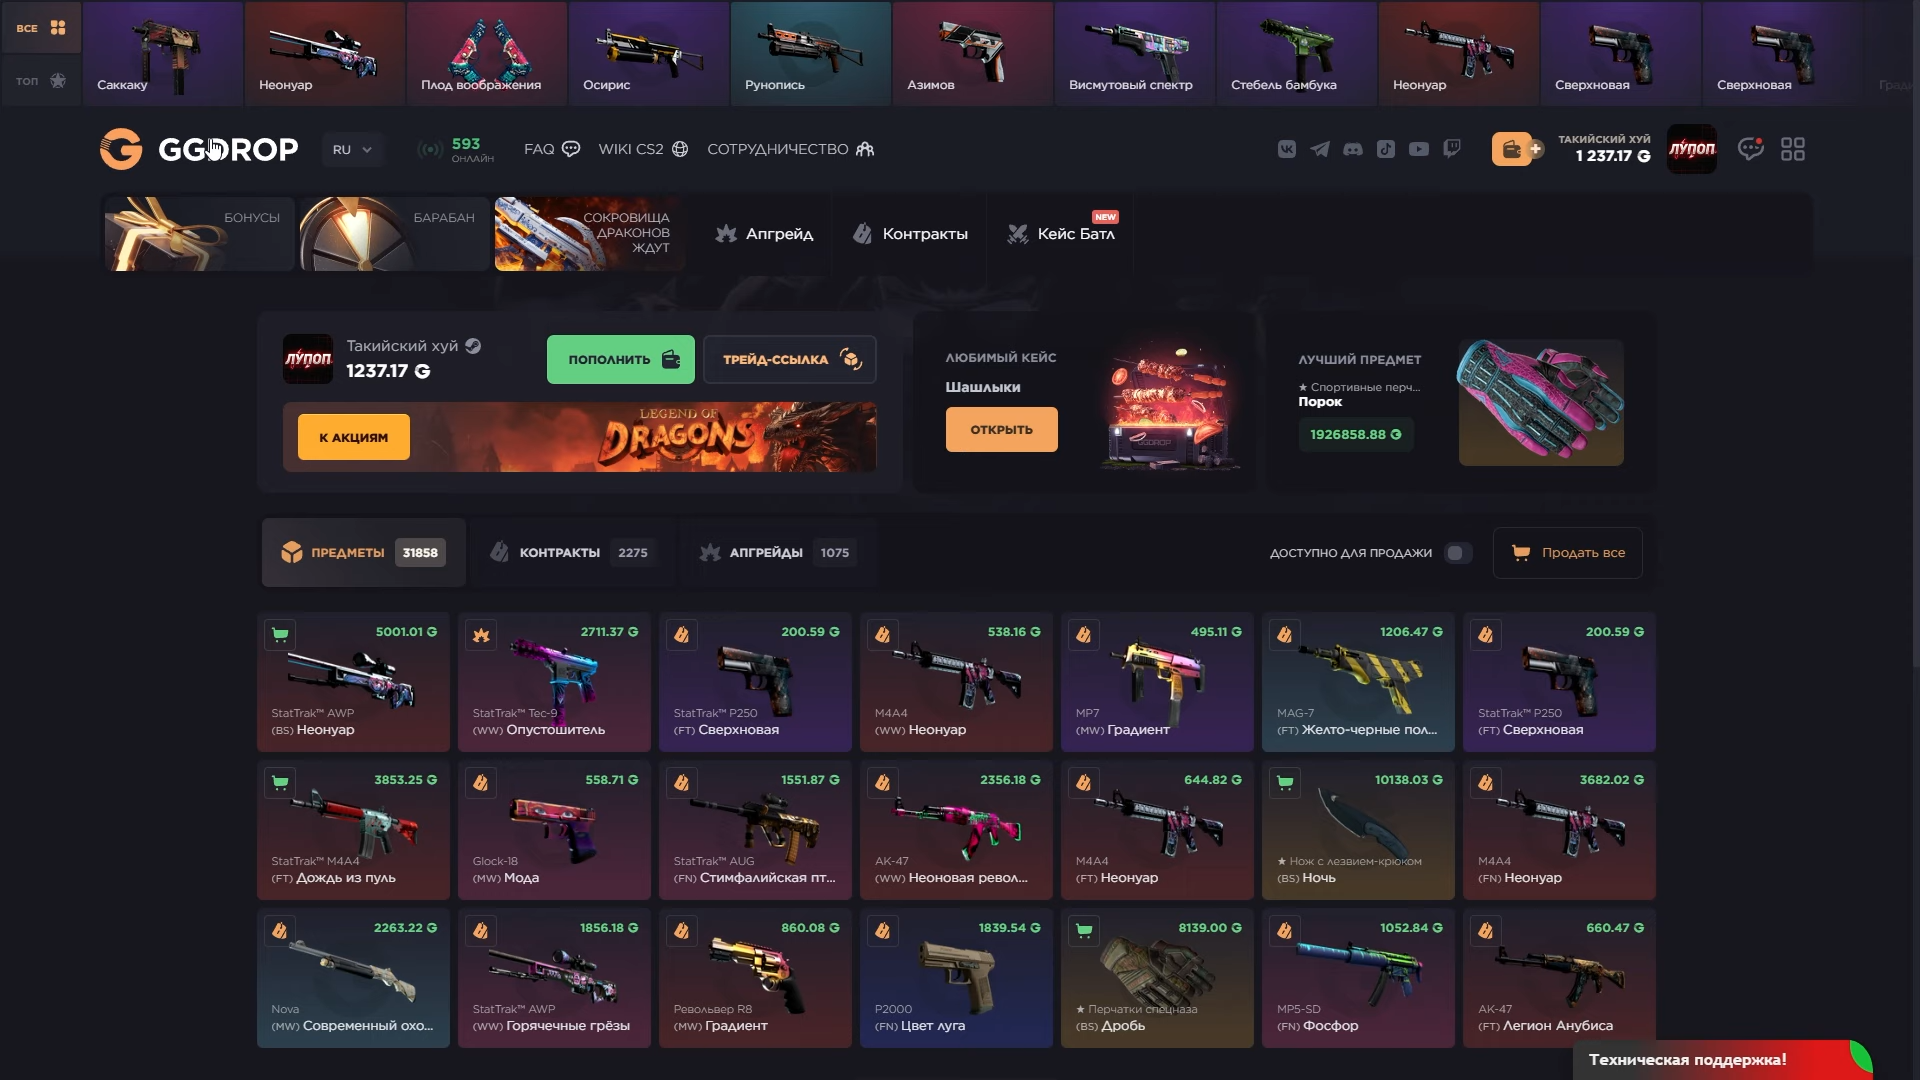 ВСЕ
ТОП
Саккаку
Неонуар
Плод воображения
Осирис
Рунопись
Азимов
Висмутовый спектр
Стебель бамбука
Неонуар
Сверхновая
Сверхновая
GGDROP
RU
593
ОНЛАЙН
FAQ
WIKI CS2
СОТРУДНИЧЕСТВО
ТАКИЙСКИЙ ХУЙ
1 237.17 G
ЛУПОП
БОНУСЫ
БАРАБАН
СОКРОВИЩА
ДРАКОНОВ
ЖДУТ
Апгрейд
Контракты
NEW
Кейс Батл
ЛУПОП
Такийский хуй
1237.17 G
ПОПОЛНИТЬ
ТРЕЙД-ССЫЛКА
К АКЦИЯМ
LEGEND OF
DRAGONS
ЛЮБИМЫЙ КЕЙС
Шашлыки
ОТКРЫТЬ
GGDROP
ЛУЧШИЙ ПРЕДМЕТ
★ Спортивные перч...
Порок
1926858.88 G
ПРЕДМЕТЫ 31858
КОНТРАКТЫ 2275
АПГРЕЙДЫ 1075
ДОСТУПНО ДЛЯ ПРОДАЖИ
Продать все
5001.01 G
StatTrak™ AWP
(BS) Неонуар
2711.37 G
StatTrak™ Tec-9
(WW) Опустошитель
200.59 G
StatTrak™ P250
(FT) Сверхновая
538.16 G
M4A4
(WW) Неонуар
495.11 G
MP7
(MW) Градиент
1206.47 G
MAG-7
(FT) Желто-черные пол...
200.59 G
StatTrak™ P250
(FT) Сверхновая
3853.25 G
StatTrak™ M4A4
(FT) Дождь из пуль
558.71 G
Glock-18
(MW) Мода
1551.87 G
StatTrak™ AUG
(FN) Стимфалийская пт...
2356.18 G
AK-47
(WW) Неоновая револ...
644.82 G
M4A4
(FT) Неонуар
10138.03 G
★ Нож с лезвием-крюком
(BS) Ночь
3682.02 G
M4A4
(FN) Неонуар
2263.22 G
Nova
(MW) Современный охо...
1856.18 G
StatTrak™ AWP
(WW) Горячечные грёзы
860.08 G
Револьвер R8
(MW) Градиент
1839.54 G
P2000
(FN) Цвет луга
8139.00 G
★ Перчатки спецназа
(BS) Дробь
1052.84 G
MP5-SD
(FN) Фосфор
660.47 G
AK-47
(FT) Легион Анубиса
Техническая поддержка!